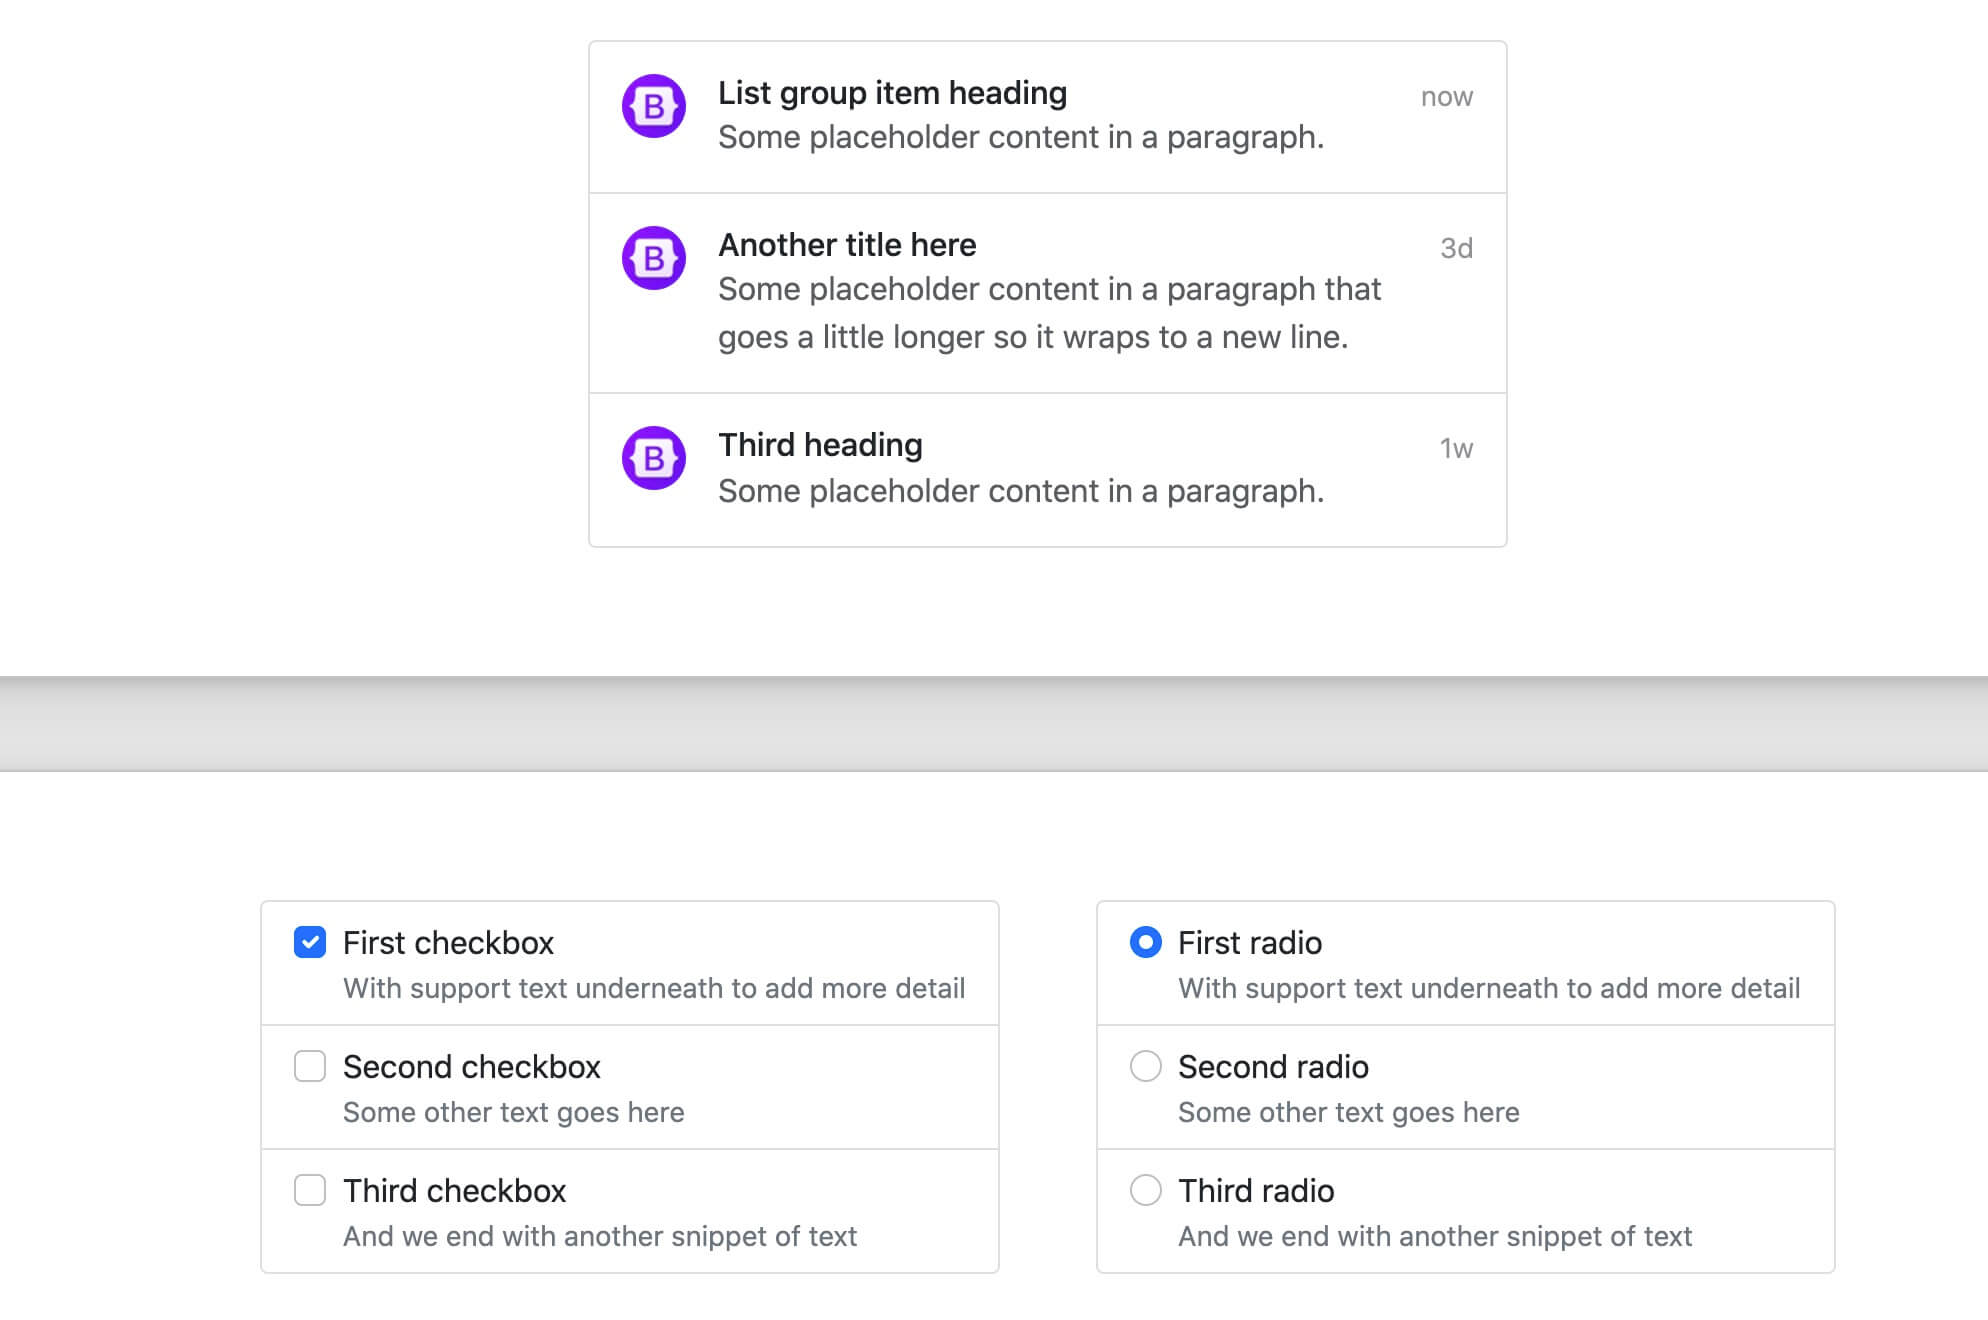 B
List group item heading
now
Some placeholder content in a paragraph.
B
Another title here
3d
Some placeholder content in a paragraph that
goes a little longer so it wraps to a new line.
B
Third heading
1w
Some placeholder content in a paragraph.
First checkbox
With support text underneath to add more detail
Second checkbox
Some other text goes here
Third checkbox
And we end with another snippet of text
First radio
With support text underneath to add more detail
Second radio
Some other text goes here
Third radio
And we end with another snippet of text